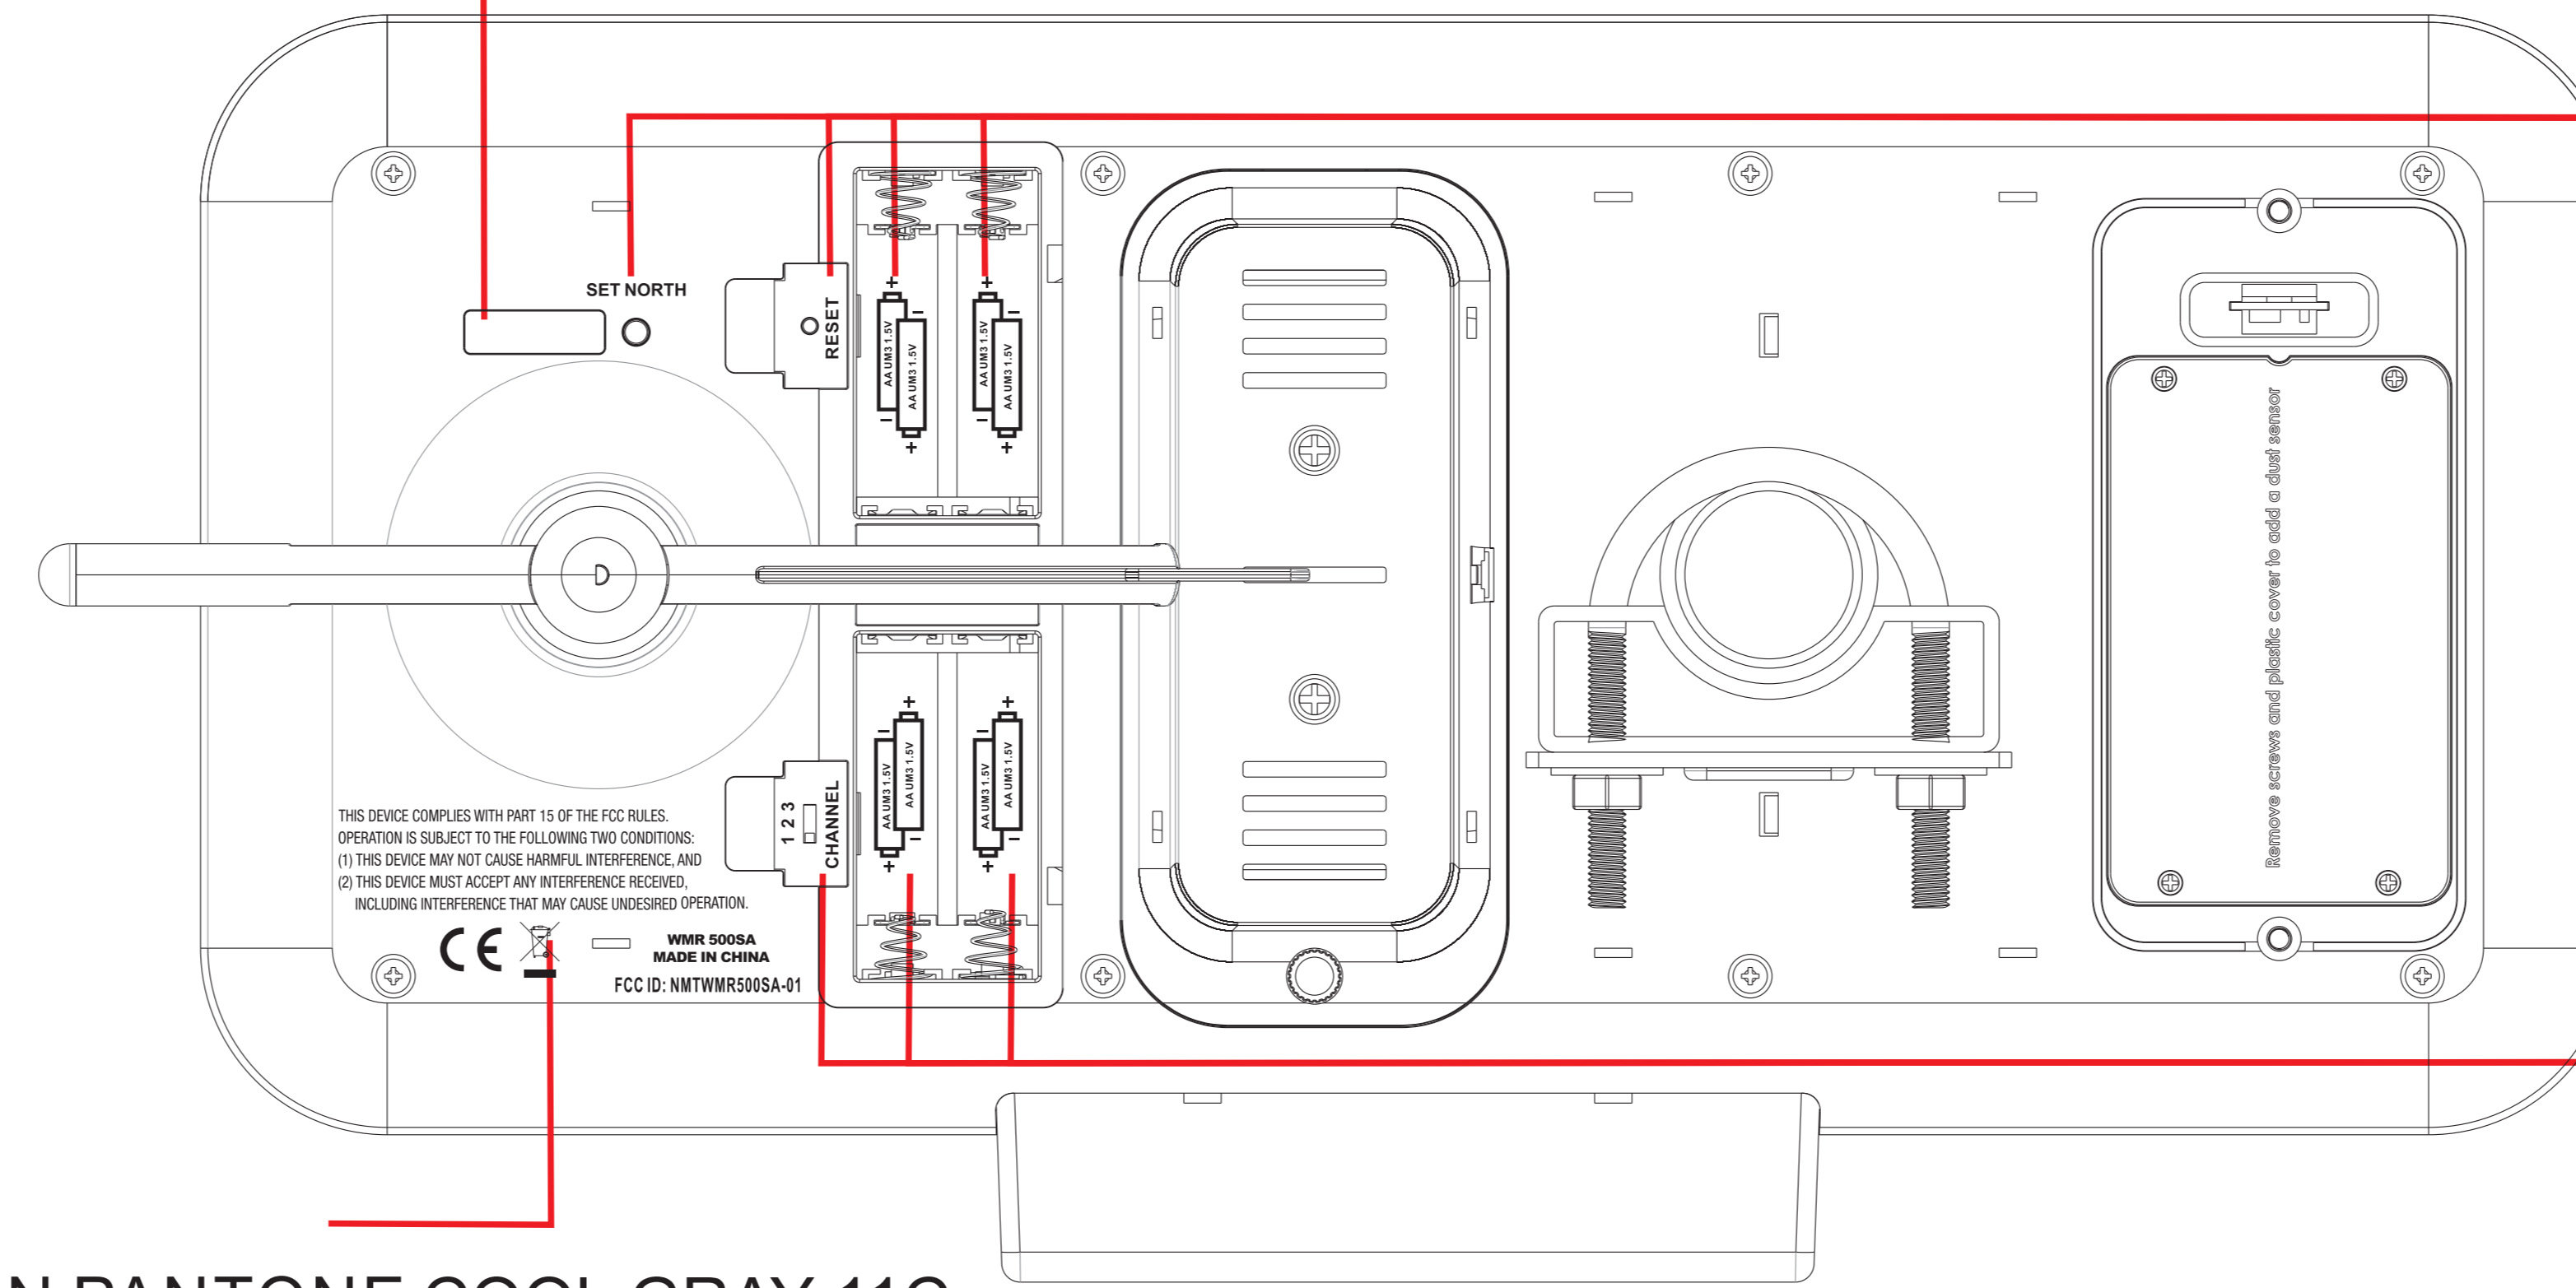 SET NORTH
RESET
+
+
AA UM3 1.5V
−
AA UM3 1.5V
−
AA UM3 1.5V
−
AA UM3 1.5V
−
+
+
Remove screws and plastic cover to add a dust sensor
+
+
−
AA UM3 1.5V
AA UM3 1.5V
−
AA UM3 1.5V
AA UM3 1.5V
−
−
+
+
1 2 3
CHANNEL
THIS DEVICE COMPLIES WITH PART 15 OF THE FCC RULES.
OPERATION IS SUBJECT TO THE FOLLOWING TWO CONDITIONS:
(1) THIS DEVICE MAY NOT CAUSE HARMFUL INTERFERENCE, AND
(2) THIS DEVICE MUST ACCEPT ANY INTERFERENCE RECEIVED,
INCLUDING INTERFERENCE THAT MAY CAUSE UNDESIRED OPERATION.
CE
WMR 500SA
MADE IN CHINA
FCC ID: NMTWMR500SA-01
PANTONE COOL GRAY 11C